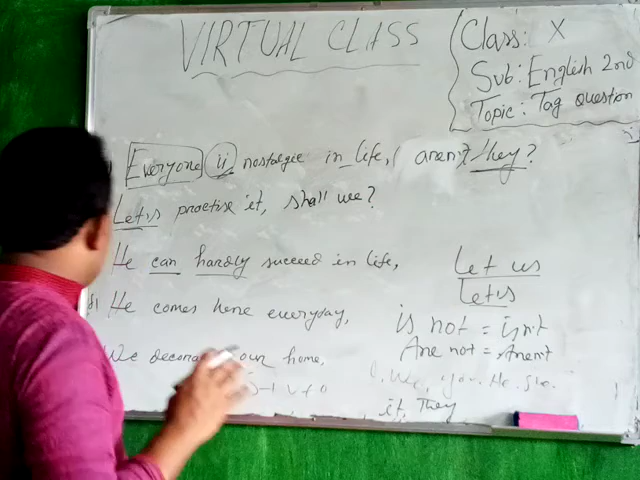 VIRTUAL CLASS
Class: X
Sub: English 2nd
Topic: Tag question
Everyone is nostalgic in life, aren't they?
Let's practise it, shall we?
He can hardly succeed in life,
He comes here everyday,
We decorate our home,
Let us
Let's
is not = isn't
Are not = Aren't
We, you, He, She
it, They